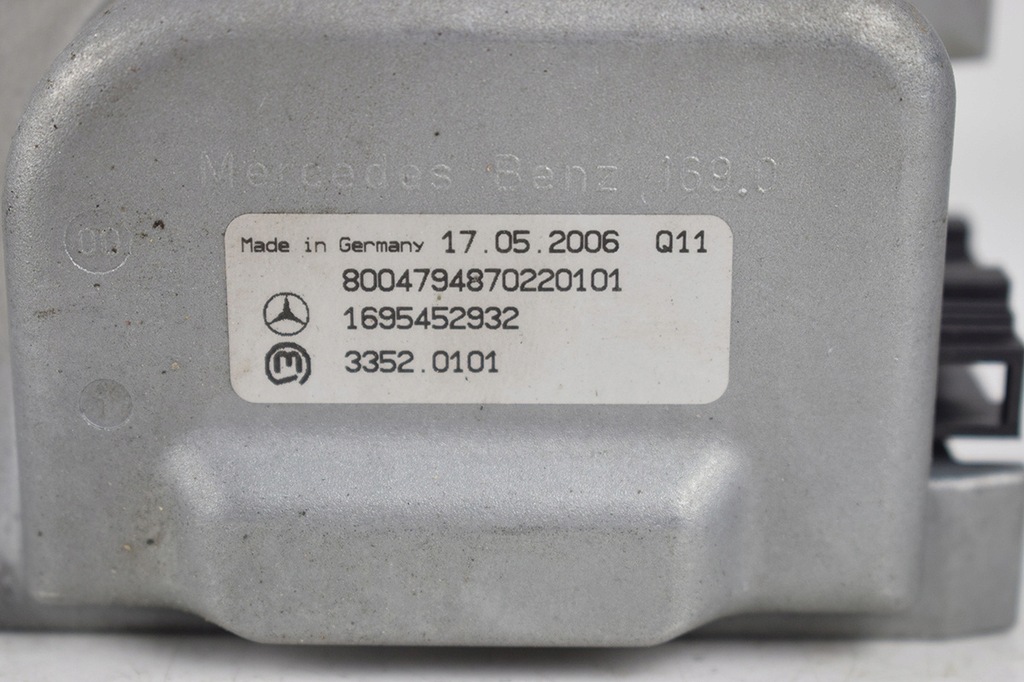 Mercedes Benz 169.0
Made in Germany 17.05.2006 Q11
8004794870220101
1695452932
3352.0101